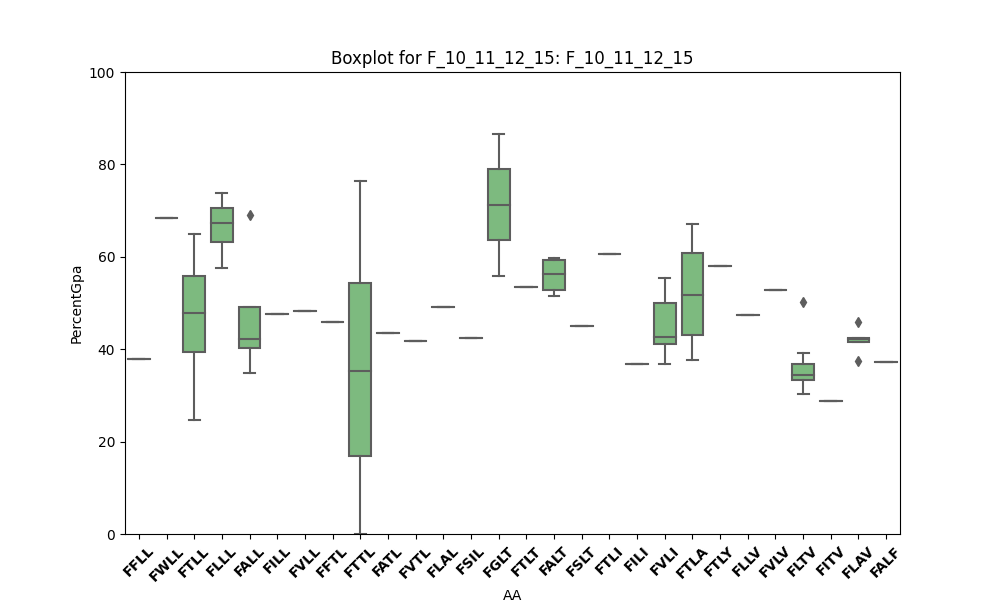 Boxplot for F_10_11_12_15: F_10_11_12_15
100
80
60
40
20
0
PercentGpa
FFLL FWLL FTLL FLLL FALL FILL FVLL FFTL FTTL FATL FVTL FLAL FSIL FGLT FTLT FALT FSLT FTLI FILI FVLI FTLA FTLY FLLV FVLV FLTV FITV FLAV FALF
AA